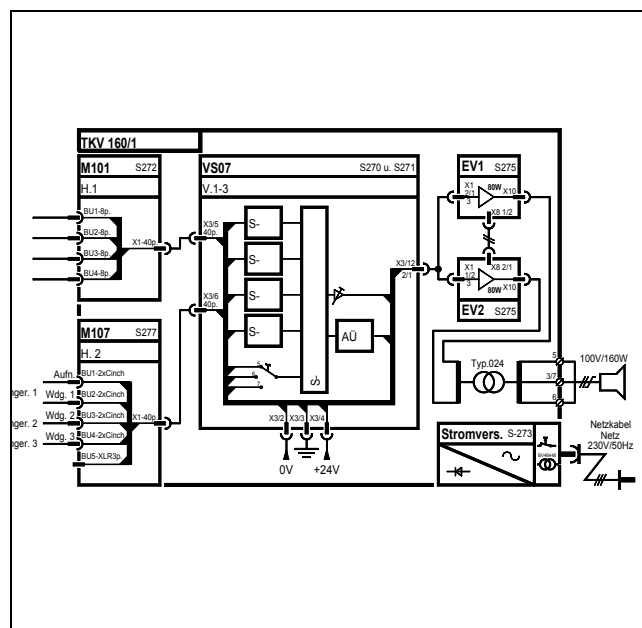 TKV 160/1
M101 S272
H.1
BU1-8p.
BU2-8p.
BU3-8p.
BU4-8p.
X1-40p.
M107 S277
H. 2
Aufn. BU1-2xCinch
nger. 1 Wdg. 1 BU2-2xCinch
nger. 2 Wdg. 2 BU3-2xCinch
nger. 3 Wdg. 3 BU4-2xCinch
BU5-XLR3p.
X1-40p.
VS07 S270 u. S271
V.1-3
X3/5
40p.
X3/6
40p.
S-
S-
S-
S-
S-
AÜ
5
6
7
X3/12
2/1
X3/2 X3/3 X3/4
0V +24V
EV1 S275
X1
2/1
3
80W
X10
X8 1/2
X8 2/1
X1
1/2
3
80W
X10
EV2 S275
Typ.024
5
3/7
6
100V/160W
Stromvers. S-273
Netzkabel
Netz
230V/50Hz